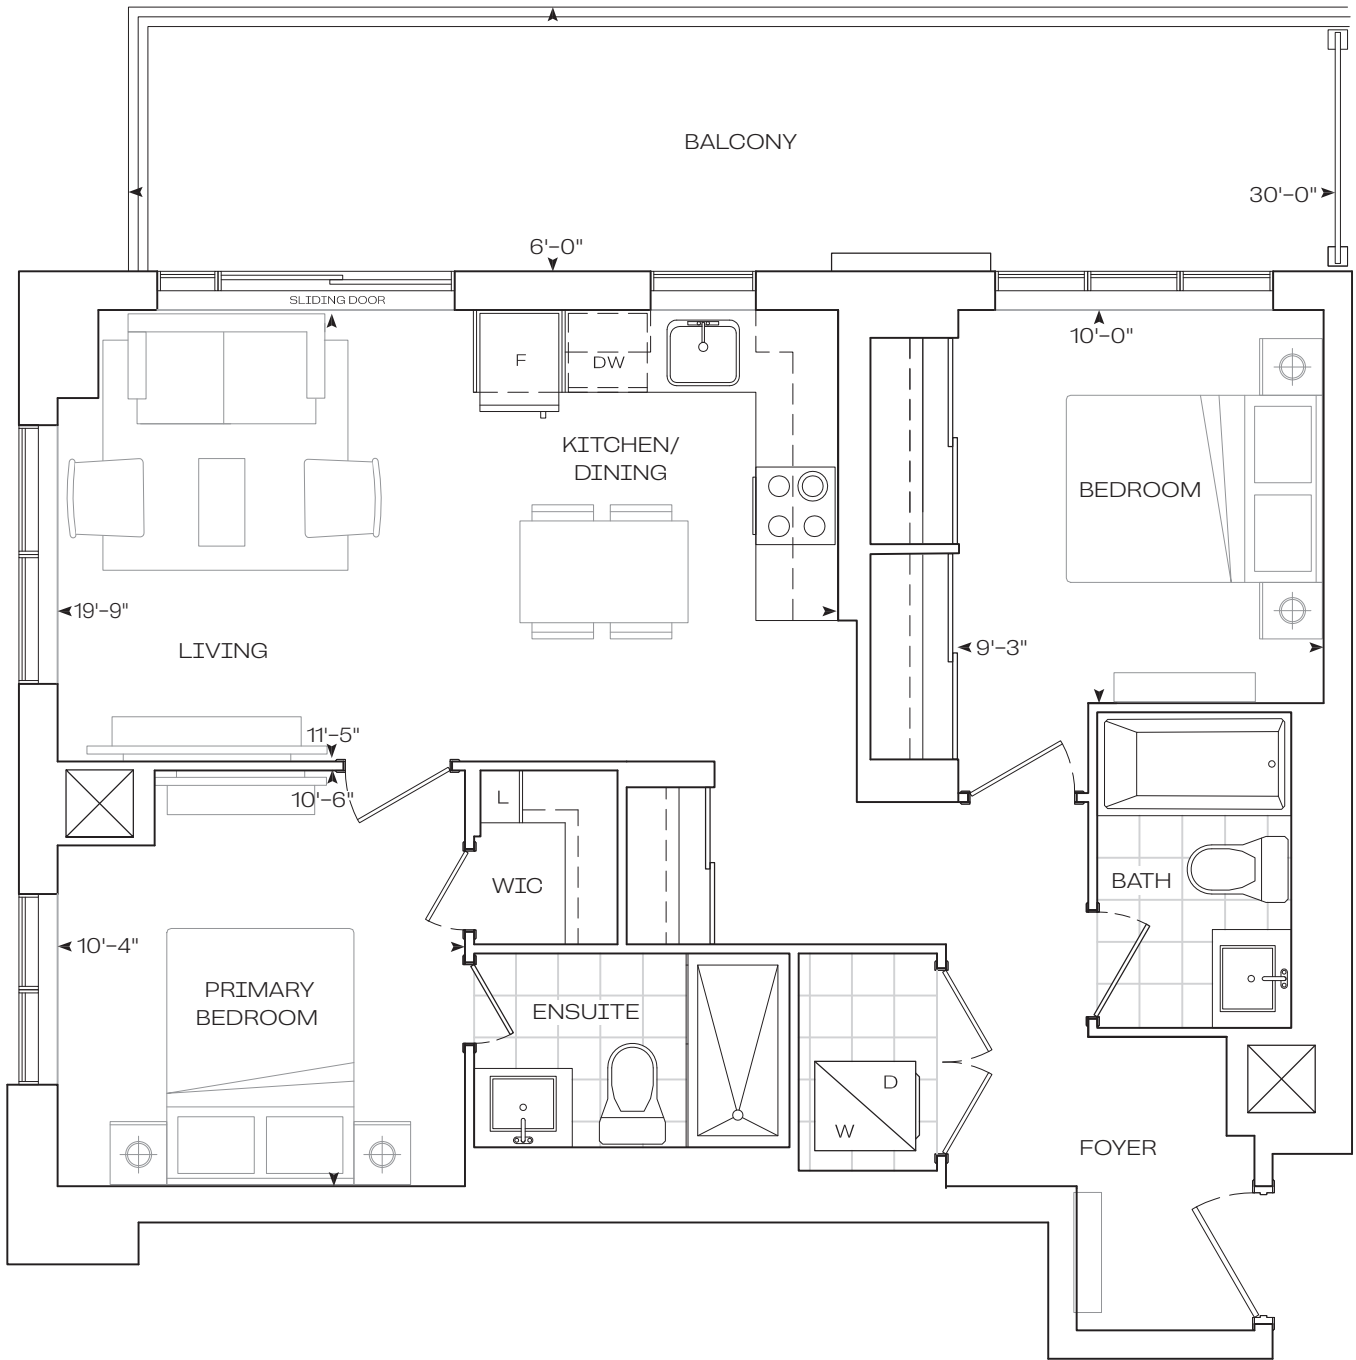 BALCONY
30'-0"
6'-0"
SLIDING DOOR
10'-0"
F
DW
KITCHEN/
DINING
BEDROOM
19'-9"
LIVING
9'-3"
11'-5"
10'-6"
L
WIC
BATH
10'-4"
PRIMARY
BEDROOM
ENSUITE
D
W
FOYER